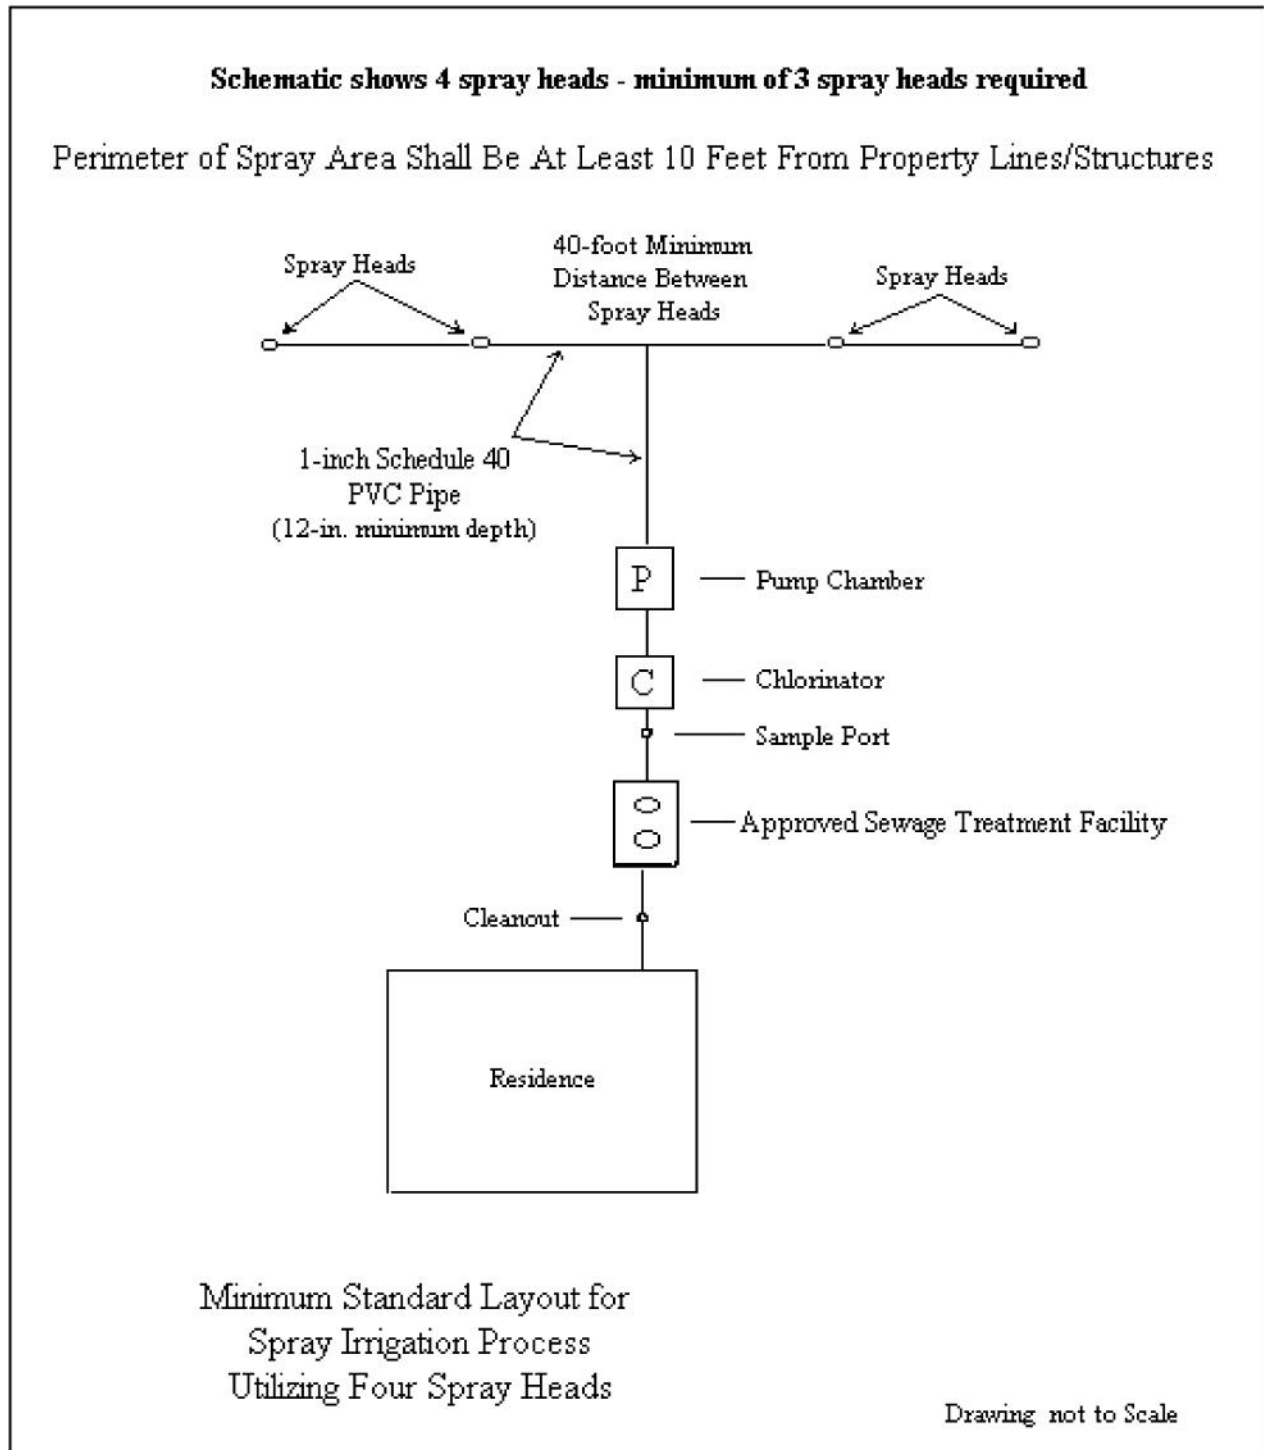 Schematic shows 4 spray heads - minimum of 3 spray heads required
Perimeter of Spray Area Shall Be At Least 10 Feet From Property Lines/Structures
Spray Heads
40-foot Minimum
Distance Between
Spray Heads
Spray Heads
1-inch Schedule 40
PVC Pipe
(12-in. minimum depth)
P
Pump Chamber
C
Chlorinator
Sample Port
Approved Sewage Treatment Facility
Cleanout
Residence
Minimum Standard Layout for
Spray Irrigation Process
Utilizing Four Spray Heads
Drawing not to Scale